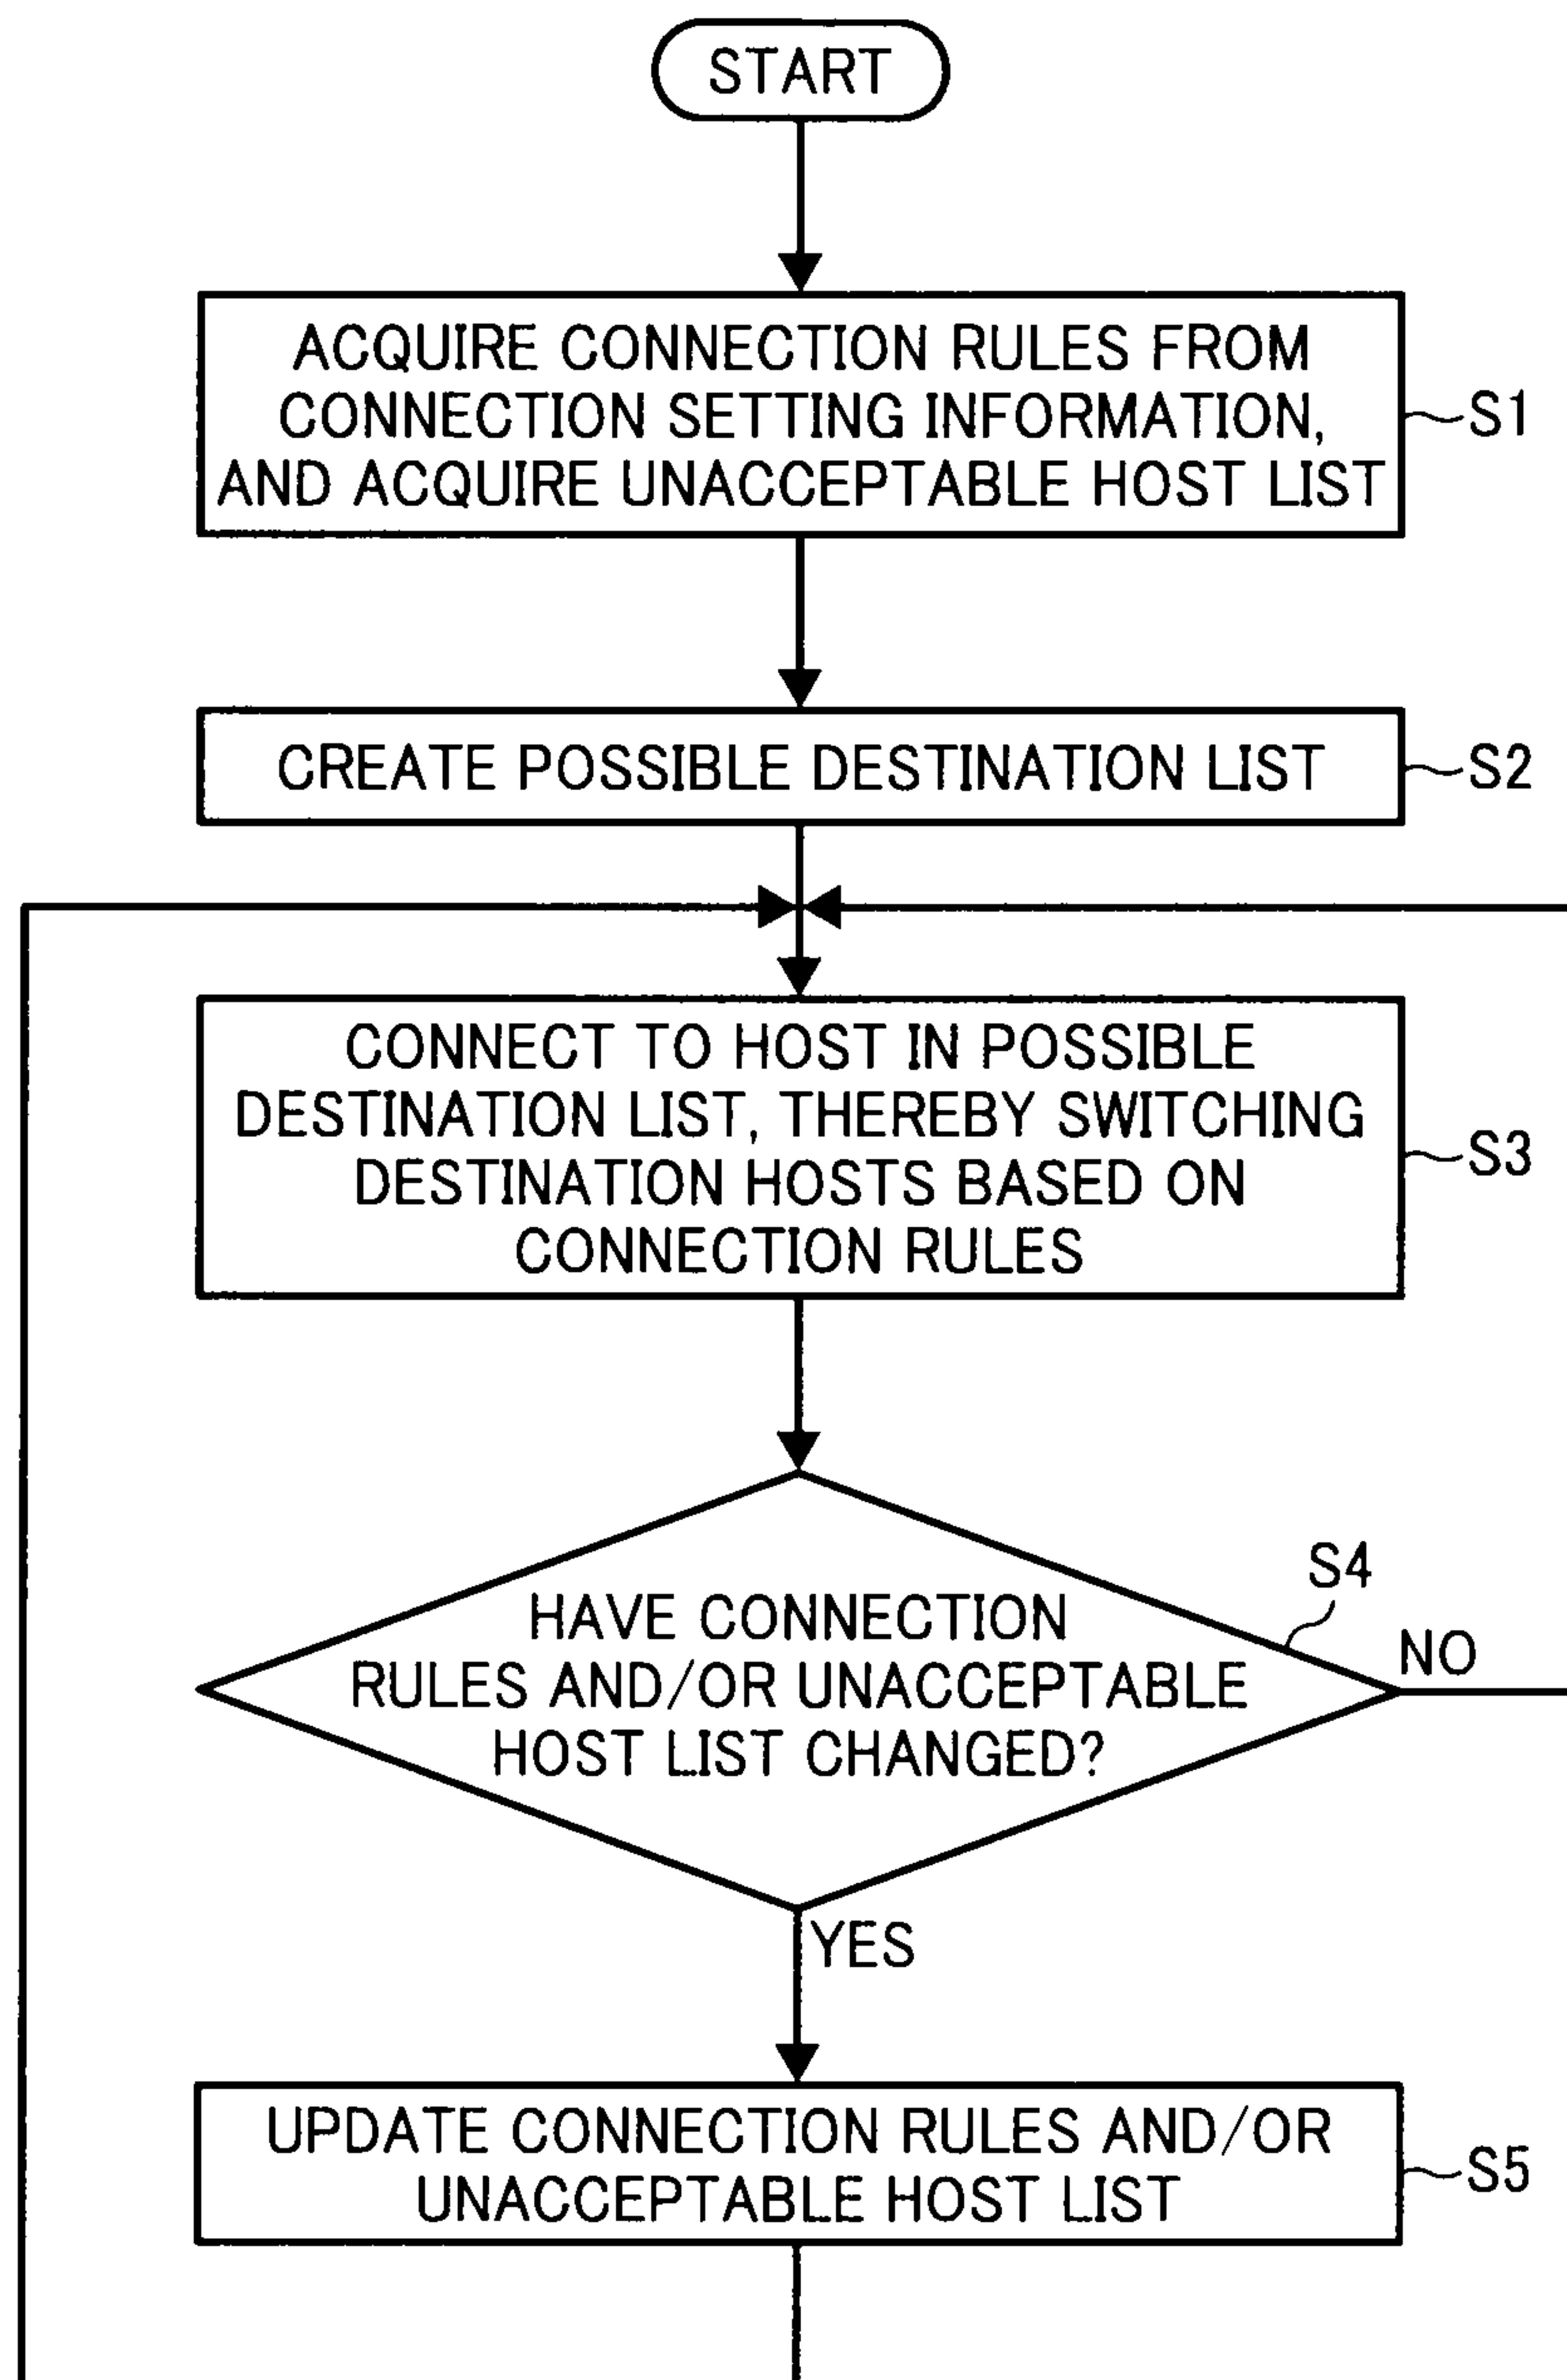 START
ACQUIRE CONNECTION RULES FROM
CONNECTION SETTING INFORMATION,
AND ACQUIRE UNACCEPTABLE HOST LIST
S1
CREATE POSSIBLE DESTINATION LIST
S2
CONNECT TO HOST IN POSSIBLE
DESTINATION LIST, THEREBY SWITCHING
DESTINATION HOSTS BASED ON
CONNECTION RULES
S3
S4
HAVE CONNECTION
RULES AND/OR UNACCEPTABLE
HOST LIST CHANGED?
NO
YES
UPDATE CONNECTION RULES AND/OR
UNACCEPTABLE HOST LIST
S5